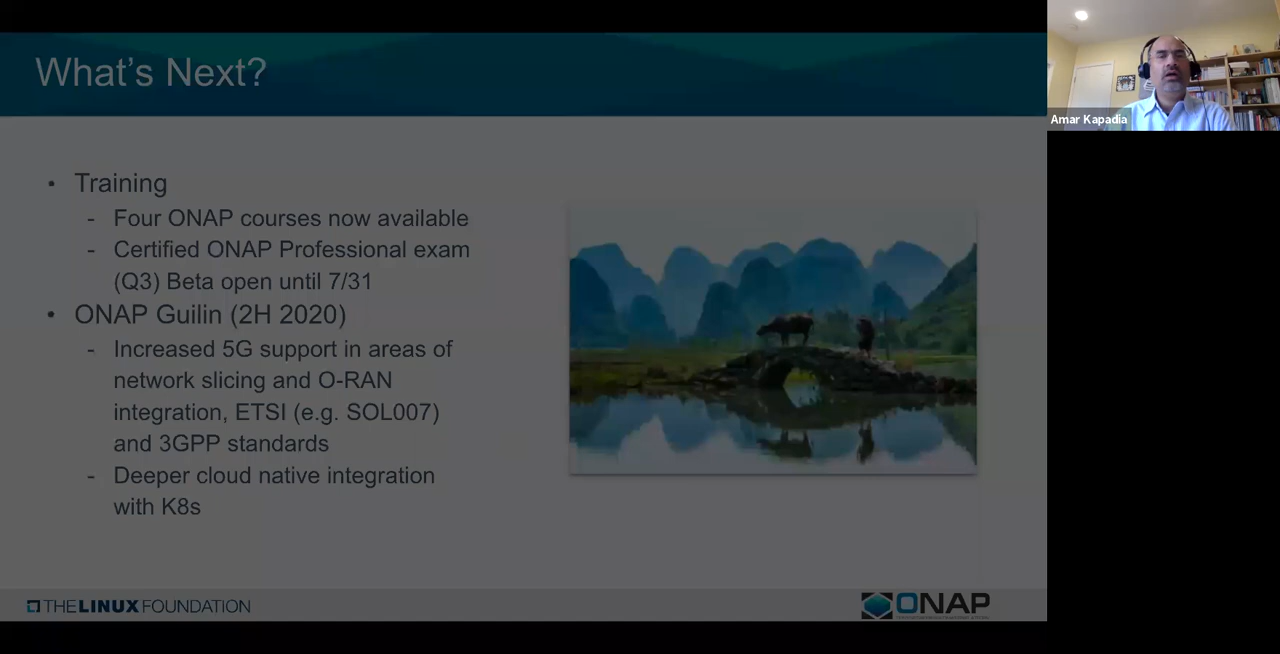 What's Next?
Amar Kapadia
• Training
- Four ONAP courses now available
- Certified ONAP Professional exam
(Q3) Beta open until 7/31
• ONAP Guilin (2H 2020)
- Increased 5G support in areas of
network slicing and O-RAN
integration, ETSI (e.g. SOL007)
and 3GPP standards
- Deeper cloud native integration
with K8s
THE LINUX FOUNDATION
ONAP